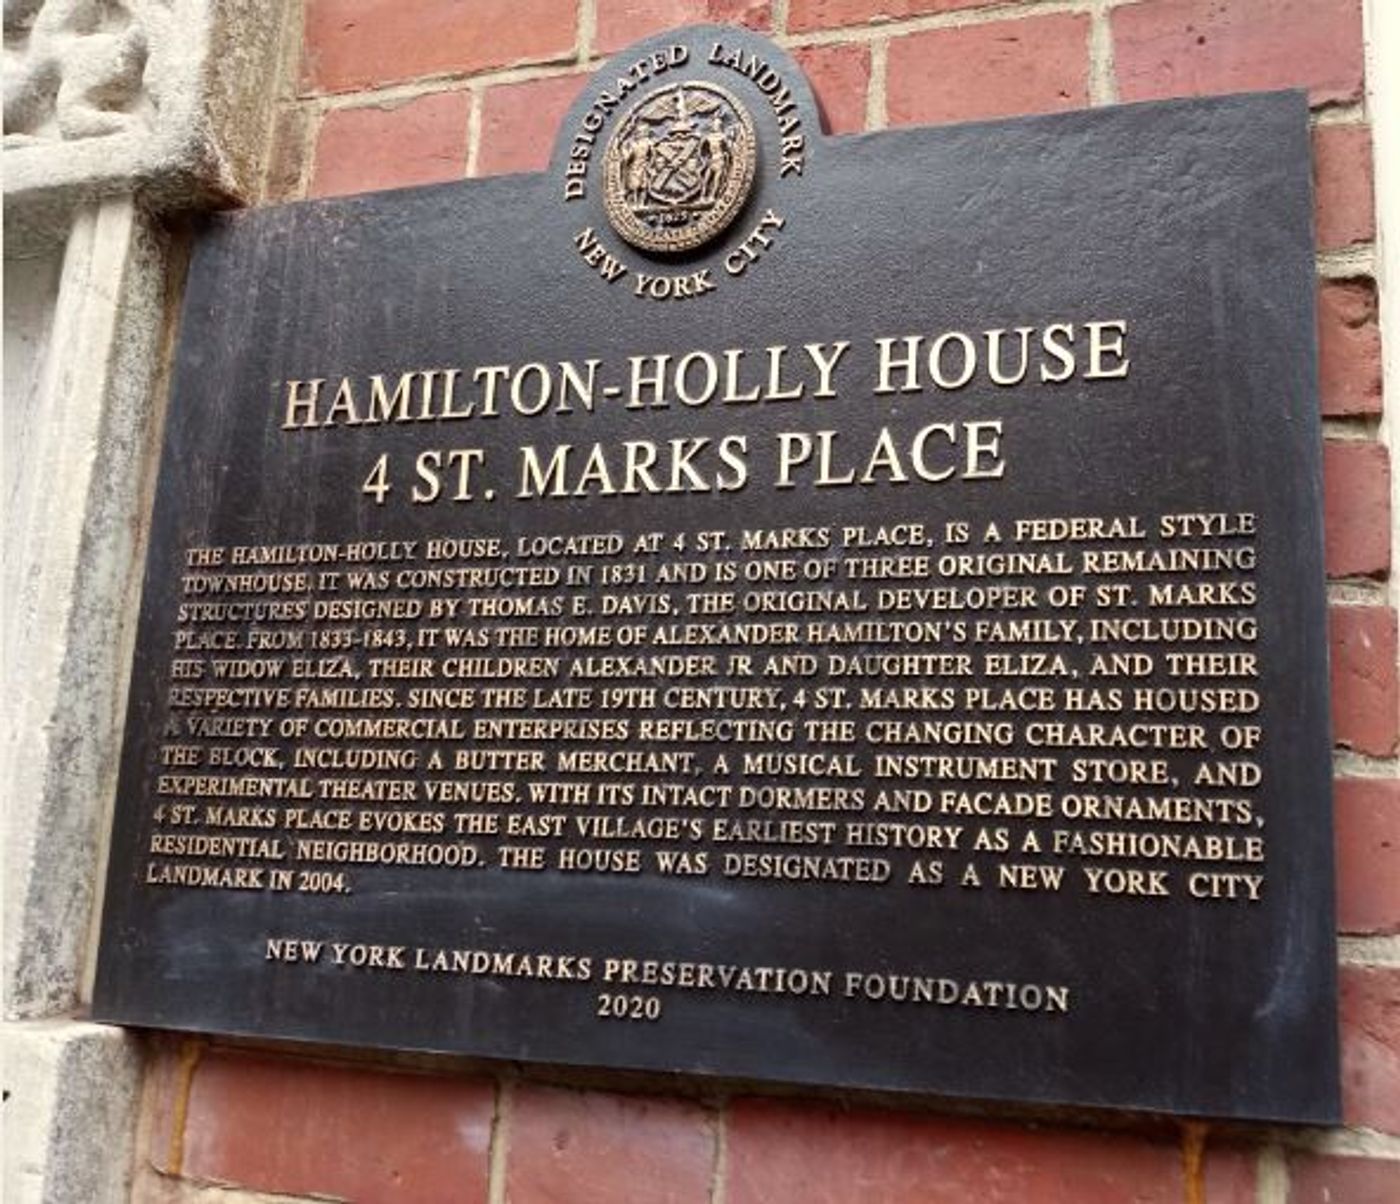 DESIGNATED LANDMARK
NEW YORK CITY
HAMILTON-HOLLY HOUSE
4 ST. MARKS PLACE
THE HAMILTON-HOLLY HOUSE, LOCATED AT 4 ST. MARKS PLACE, IS A FEDERAL STYLE
TOWNHOUSE. IT WAS CONSTRUCTED IN 1831 AND IS ONE OF THREE ORIGINAL REMAINING
STRUCTURES DESIGNED BY THOMAS E. DAVIS, THE ORIGINAL DEVELOPER OF ST. MARKS
PLACE. FROM 1833-1843, IT WAS THE HOME OF ALEXANDER HAMILTON'S FAMILY, INCLUDING
HIS WIDOW ELIZA, THEIR CHILDREN ALEXANDER JR AND DAUGHTER ELIZA, AND THEIR
RESPECTIVE FAMILIES. SINCE THE LATE 19TH CENTURY, 4 ST. MARKS PLACE HAS HOUSED
A VARIETY OF COMMERCIAL ENTERPRISES REFLECTING THE CHANGING CHARACTER OF
THE BLOCK, INCLUDING A BUTTER MERCHANT, A MUSICAL INSTRUMENT STORE, AND
EXPERIMENTAL THEATER VENUES. WITH ITS INTACT DORMERS AND FACADE ORNAMENTS,
4 ST. MARKS PLACE EVOKES THE EAST VILLAGE'S EARLIEST HISTORY AS A FASHIONABLE
RESIDENTIAL NEIGHBORHOOD. THE HOUSE WAS DESIGNATED AS A NEW YORK CITY
LANDMARK IN 2004.
NEW YORK LANDMARKS PRESERVATION FOUNDATION
2020